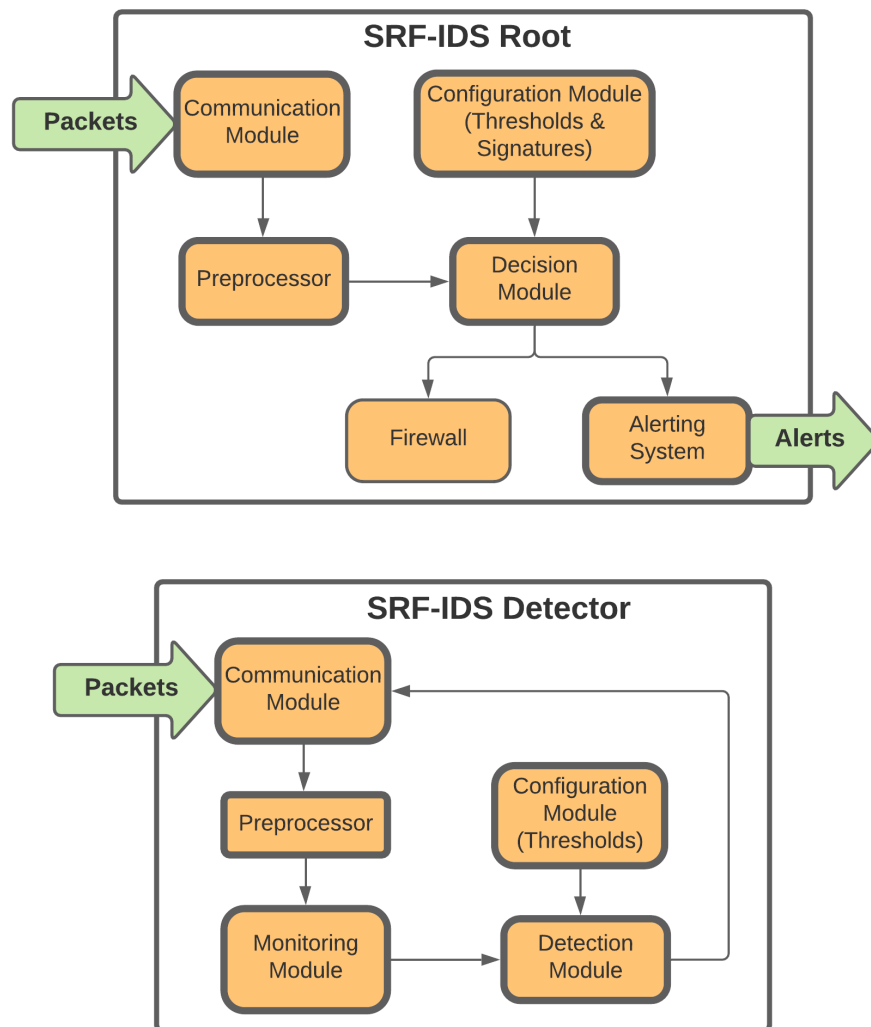 SRF-IDS Root
Packets
Communication
Module
Configuration Module
(Thresholds &
Signatures)
Preprocessor
Decision
Module
Firewall
Alerting
System
Alerts
SRF-IDS Detector
Packets
Communication
Module
Preprocessor
Configuration
Module
(Thresholds)
Monitoring
Module
Detection
Module